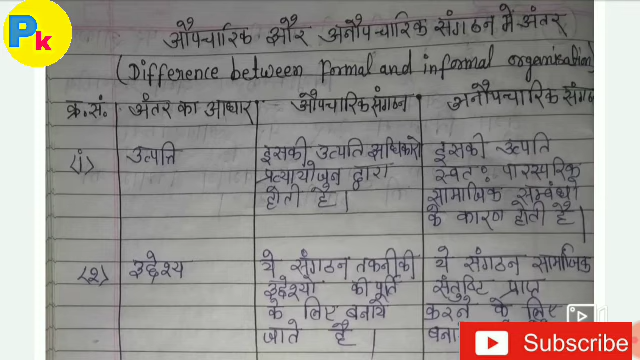 Pk
औपचारिक और अनौपचारिक संगठन में अंतर
(Difference between formal and informal organisation)
क्र.सं. अंतर का आधार औपचारिक संगठन अनौपचारिक संगठ
(i) उत्पत्ति इसकी उत्पति अधिकारो इसकी उत्पति
प्रत्यायोजन द्वारा स्वतः पारस्परिक
होती है। सामाजिक सम्बंधो
के कारण होती है।
(2) उद्देश्य ये संगठन तकनीकी ये संगठन सामाजिक
उद्देश्यो की पूर्ति संतुष्टि प्राप्त
के लिए बनाये करने के लिए
जाते है। बना
Subscribe